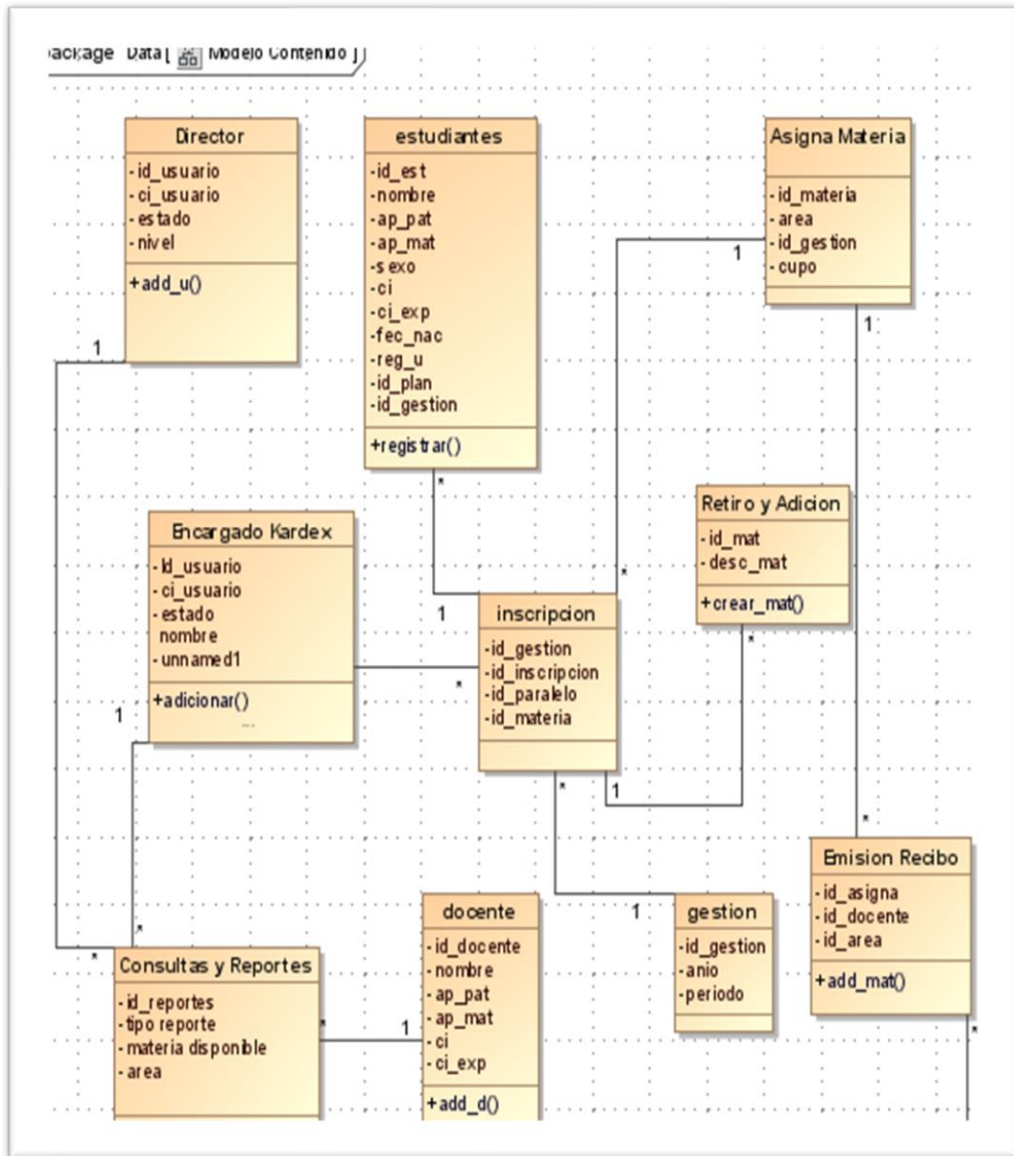 package Data [ Modelo Contenido ]
Director
-id_usuario
-ci_usuario
-estado
-nivel
+add_u()
1
estudiantes
-id_est
-nombre
-ap_pat
-ap_mat
-sexo
-ci
-ci_exp
-fec_nac
-reg_u
-id_plan
-id_gestion
+registrar()
*
1
Asigna Materia
-id_materia
-area
-id_gestion
-cupo
1
1
*
Retiro y Adicion
-id_mat
-desc_mat
+crear_mat()
*
Encargado Kardex
-Id_usuario
-ci_usuario
-estado
nombre
-unnamed1
+adicionar()
...
1
*
inscripcion
-id_gestion
-id_inscripcion
-id_paralelo
-id_materia
*
1
*
Emision Recibo
-id_asigna
-id_docente
-id_area
+add_mat()
*
*
*
Consultas y Reportes
-id_reportes
-tipo reporte
-materia disponible
-area
*
1
docente
-id_docente
-nombre
-ap_pat
-ap_mat
-ci
-ci_exp
+add_d()
1
gestion
-id_gestion
-anio
-periodo